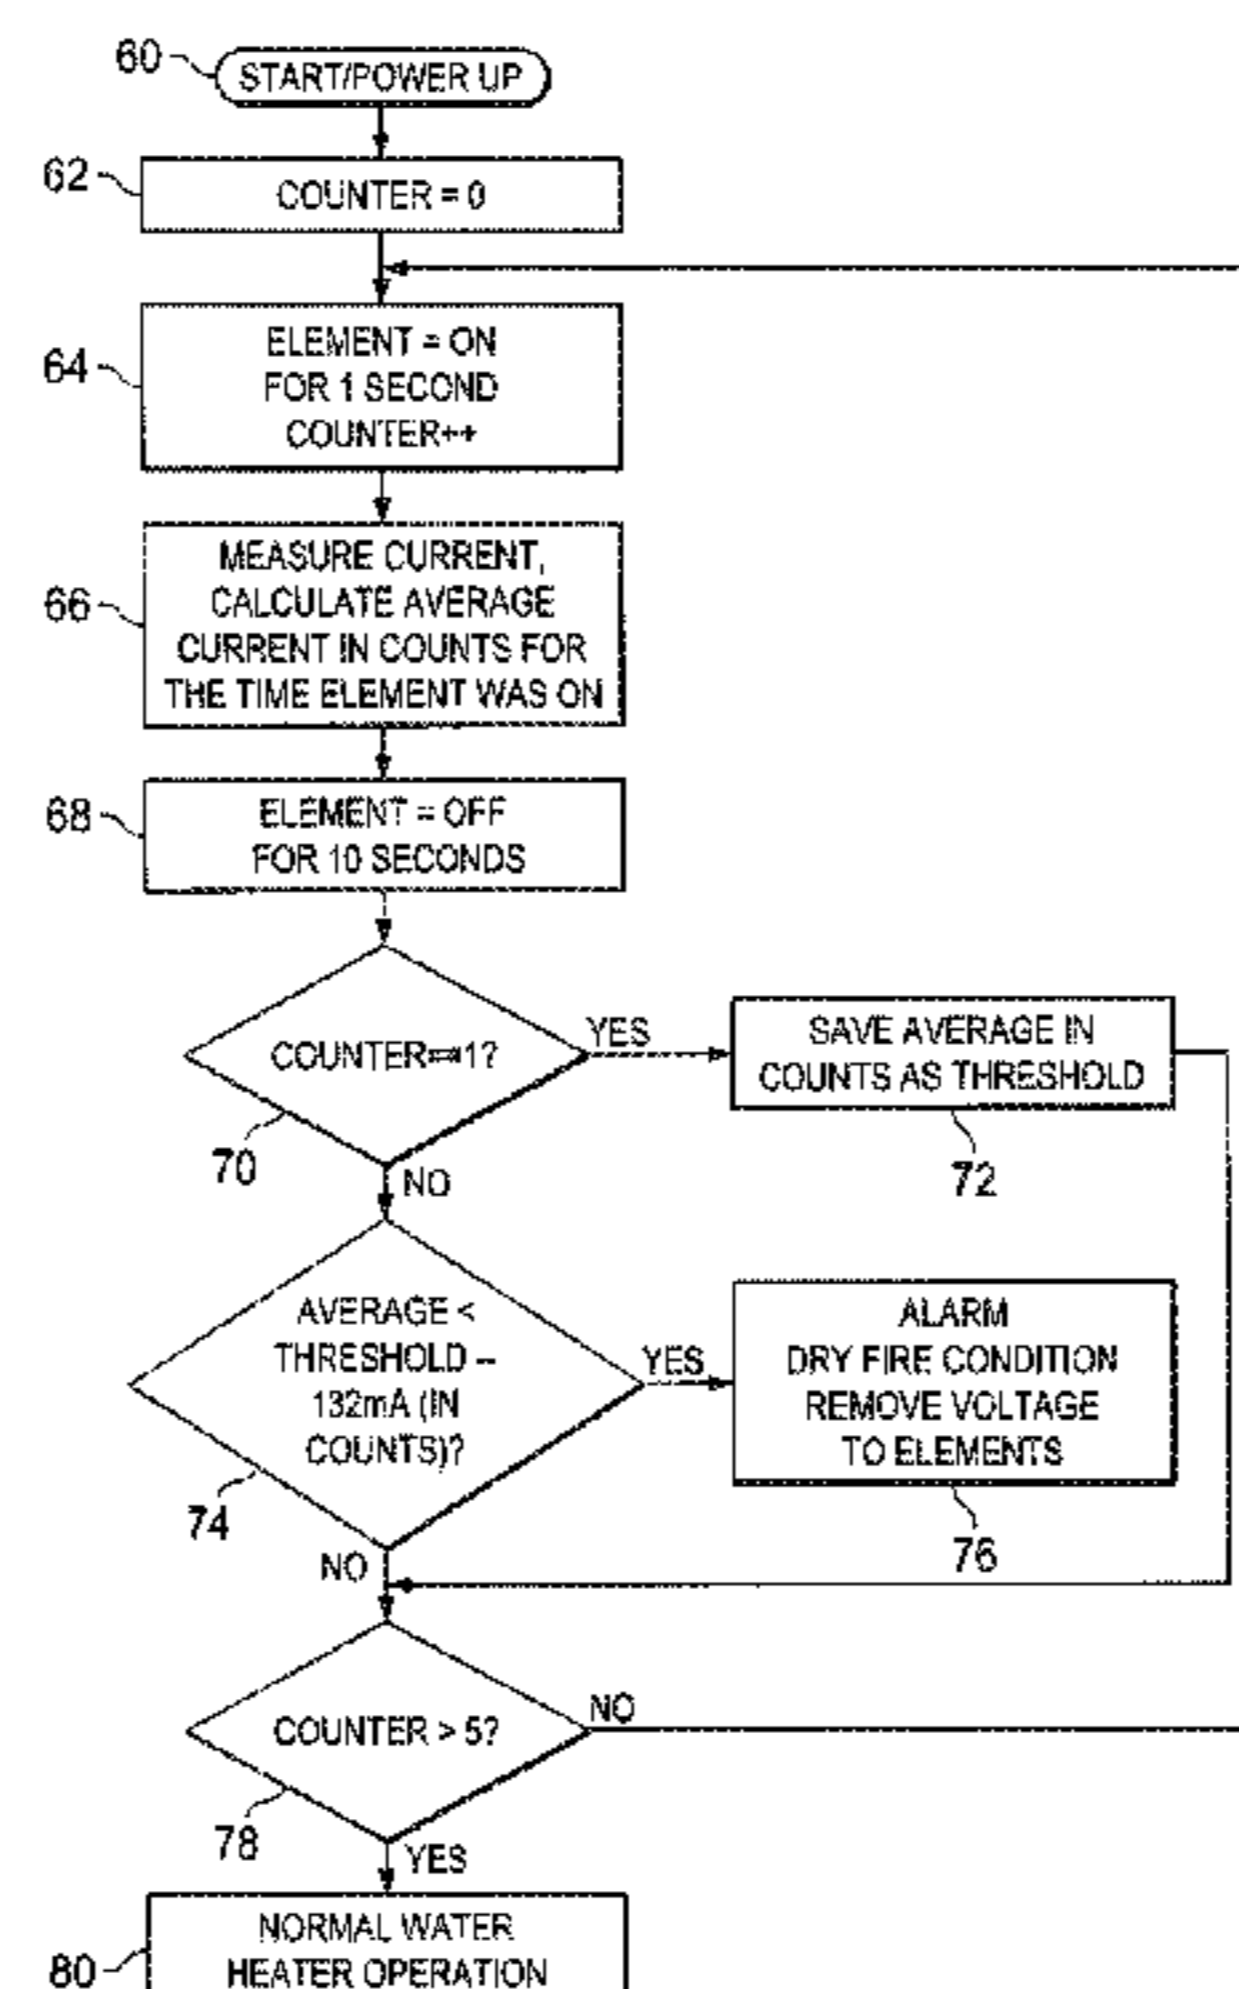 60
START/POWER UP
62
COUNTER = 0
64
ELEMENT = ON
FOR 1 SECOND
COUNTER++
66
MEASURE CURRENT,
CALCULATE AVERAGE
CURRENT IN COUNTS FOR
THE TIME ELEMENT WAS ON
68
ELEMENT = OFF
FOR 10 SECONDS
COUNTER==1?
70
YES
NO
SAVE AVERAGE IN
COUNTS AS THRESHOLD
72
AVERAGE <
THRESHOLD –
132mA (IN
COUNTS)?
74
YES
NO
ALARM
DRY FIRE CONDITION
REMOVE VOLTAGE
TO ELEMENTS
76
COUNTER > 5?
78
NO
YES
80
NORMAL WATER
HEATER OPERATION